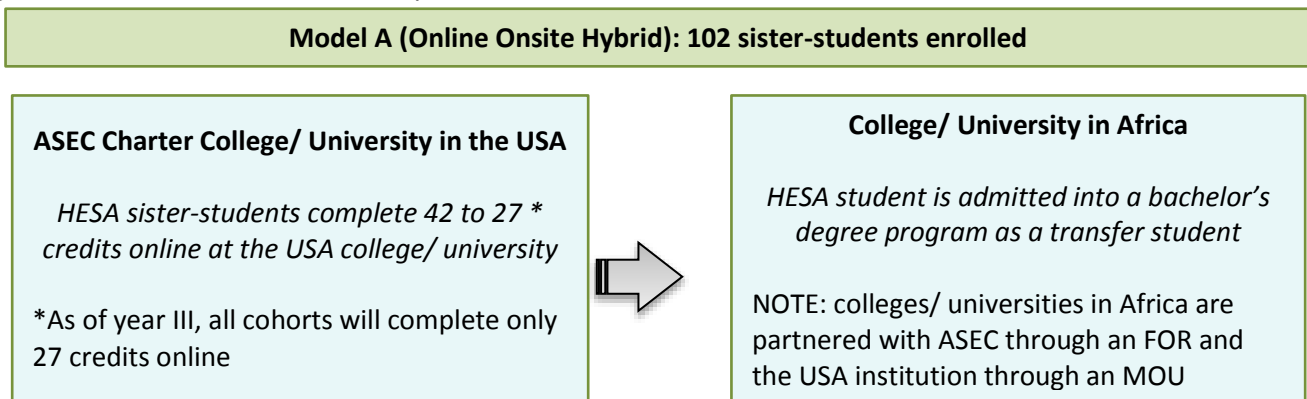 Model A (Online Onsite Hybrid): 102 sister-students enrolled
ASEC Charter College/ University in the USA
HESA sister-students complete 42 to 27 *
credits online at the USA college/ university
*As of year III, all cohorts will complete only
27 credits online
College/ University in Africa
HESA student is admitted into a bachelor's
degree program as a transfer student
NOTE: colleges/ universities in Africa are
partnered with ASEC through an FOR and
the USA institution through an MOU